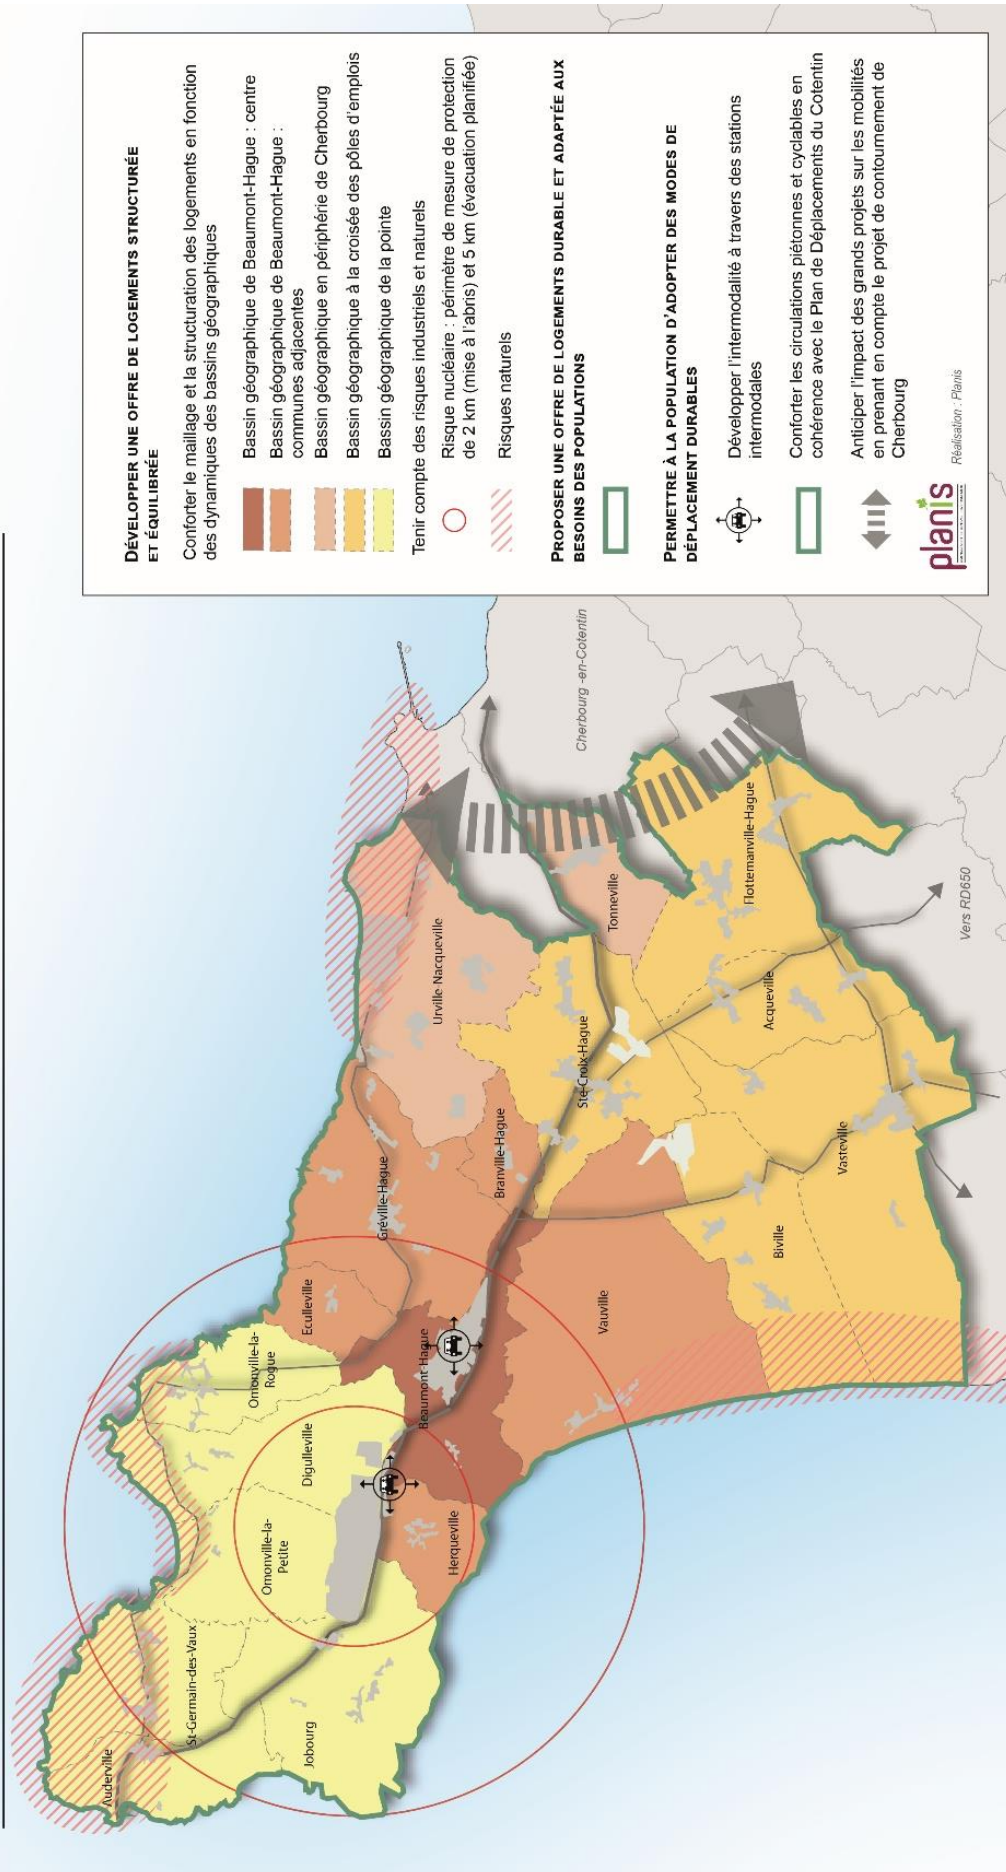 DÉVELOPPER UNE OFFRE DE LOGEMENTS STRUCTURÉE
ET ÉQUILIBRÉE
Conforter le maillage et la structuration des logements en fonction
des dynamiques des bassins géographiques
Bassin géographique de Beaumont-Hague : centre
Bassin géographique de Beaumont-Hague :
communes adjacentes
Bassin géographique en périphérie de Cherbourg
Bassin géographique à la croisée des pôles d'emplois
Bassin géographique de la pointe
Tenir compte des risques industriels et naturels
Risque nucléaire : périmètre de mesure de protection
de 2 km (mise à l'abris) et 5 km (évacuation planifiée)
Risques naturels
PROPOSER UNE OFFRE DE LOGEMENTS DURABLE ET ADAPTÉE AUX
BESOINS DES POPULATIONS
PERMETTRE À LA POPULATION D'ADOPTER DES MODES DE
DÉPLACEMENT DURABLES
Développer l'intermodalité à travers des stations
intermodales
Conforter les circulations piétonnes et cyclables en
cohérence avec le Plan de Déplacements du Cotentin
Anticiper l'impact des grands projets sur les mobilités
en prenant en compte le projet de contournement de
Cherbourg
planis
Réalisation : Planis
Auderville
St-Germain-des-Vaux
Jobourg
Omonville-la-
Petite
Digulleville
Omonville-la-
Rogue
Herqueville
Beaumont-Hague
Eculleville
Gréville-Hague
Branville-Hague
Vauville
Urville-Nacqueville
Ste-Croix-Hague
Tonneville
Biville
Vasteville
Acqueville
Flottemanville-Hague
Cherbourg -en-Cotentin
Vers RD650